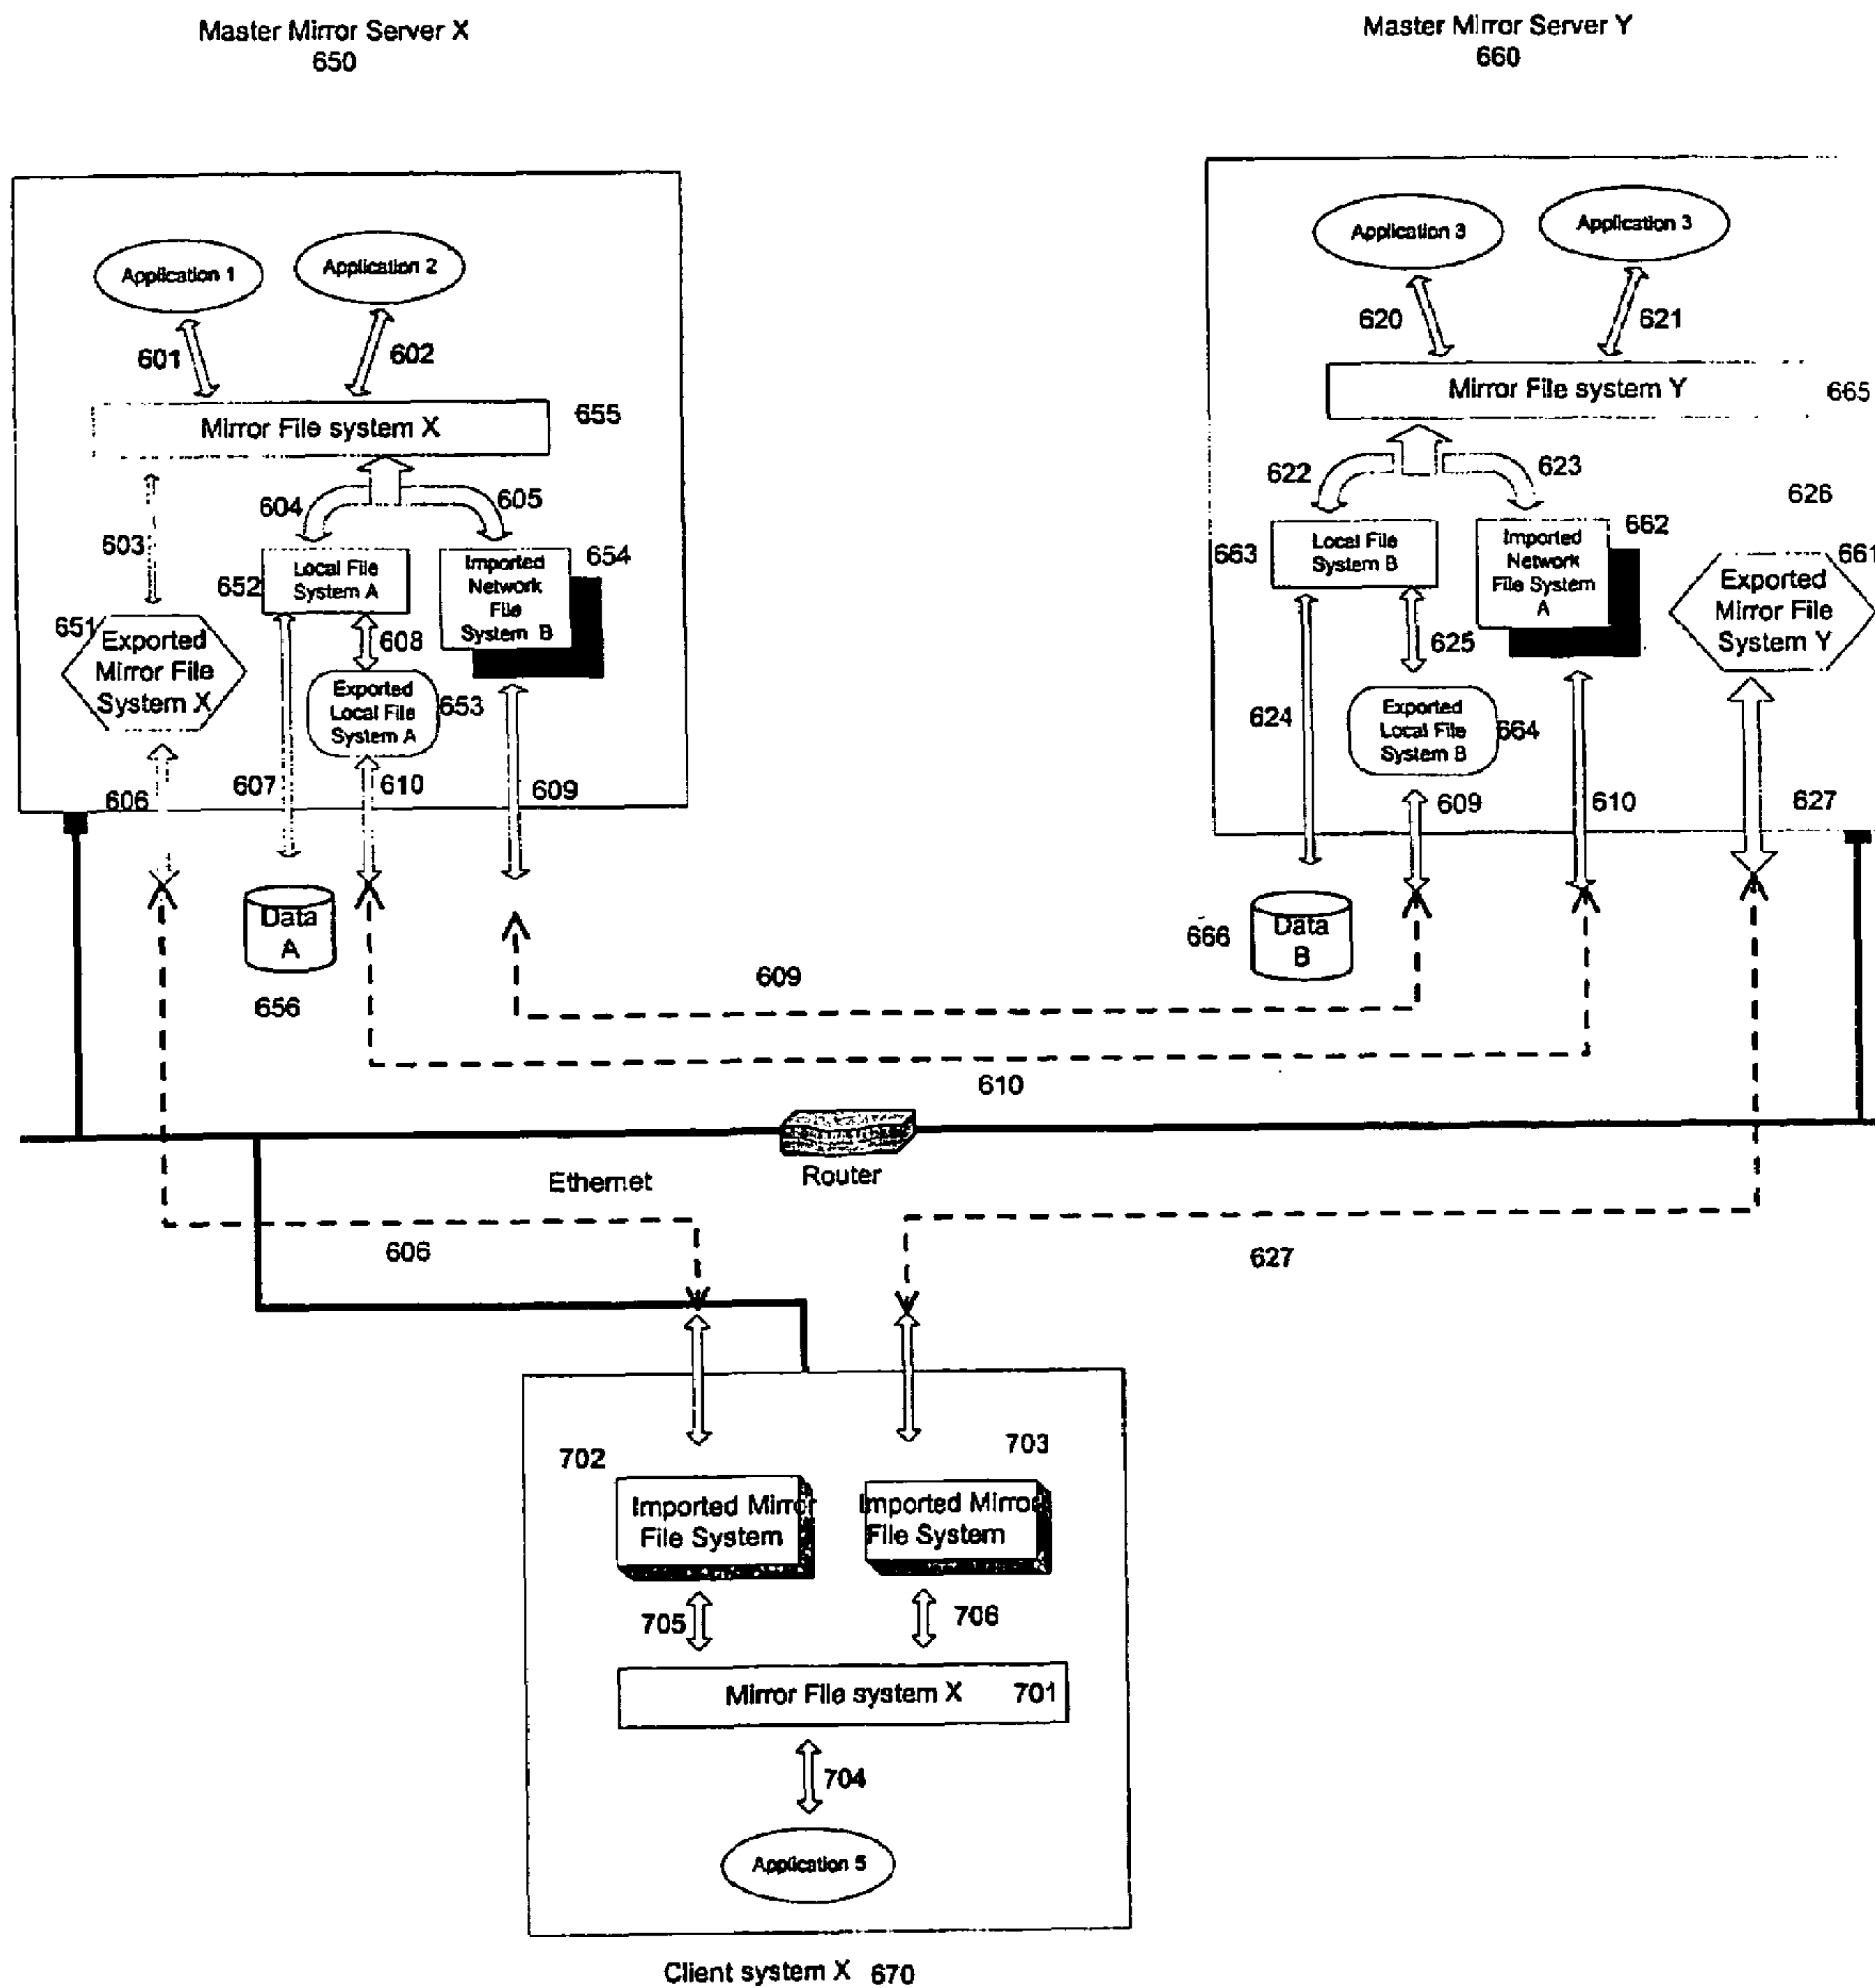 Master Mirror Server X
650
Master Mirror Server Y
660
Application 1
Application 2
601
602
Mirror File system X
655
604
605
603
652
Local File
System A
Imported
Network
File
System B
654
651
Exported
Mirror File
System X
608
Exported
Local File
System A
653
606
607
610
609
Data
A
656
Application 3
Application 3
620
621
Mirror File system Y
665
622
623
626
663
Local File
System B
Imported
Network
File System
A
662
661
Exported
Mirror File
System Y
625
624
Exported
Local File
System B
664
609
610
627
666
Data
B
609
610
Ethernet
Router
606
627
702
703
Imported Mirror
File System
Imported Mirror
File System
705
706
Mirror File system X
701
704
Application 5
Client system X 670